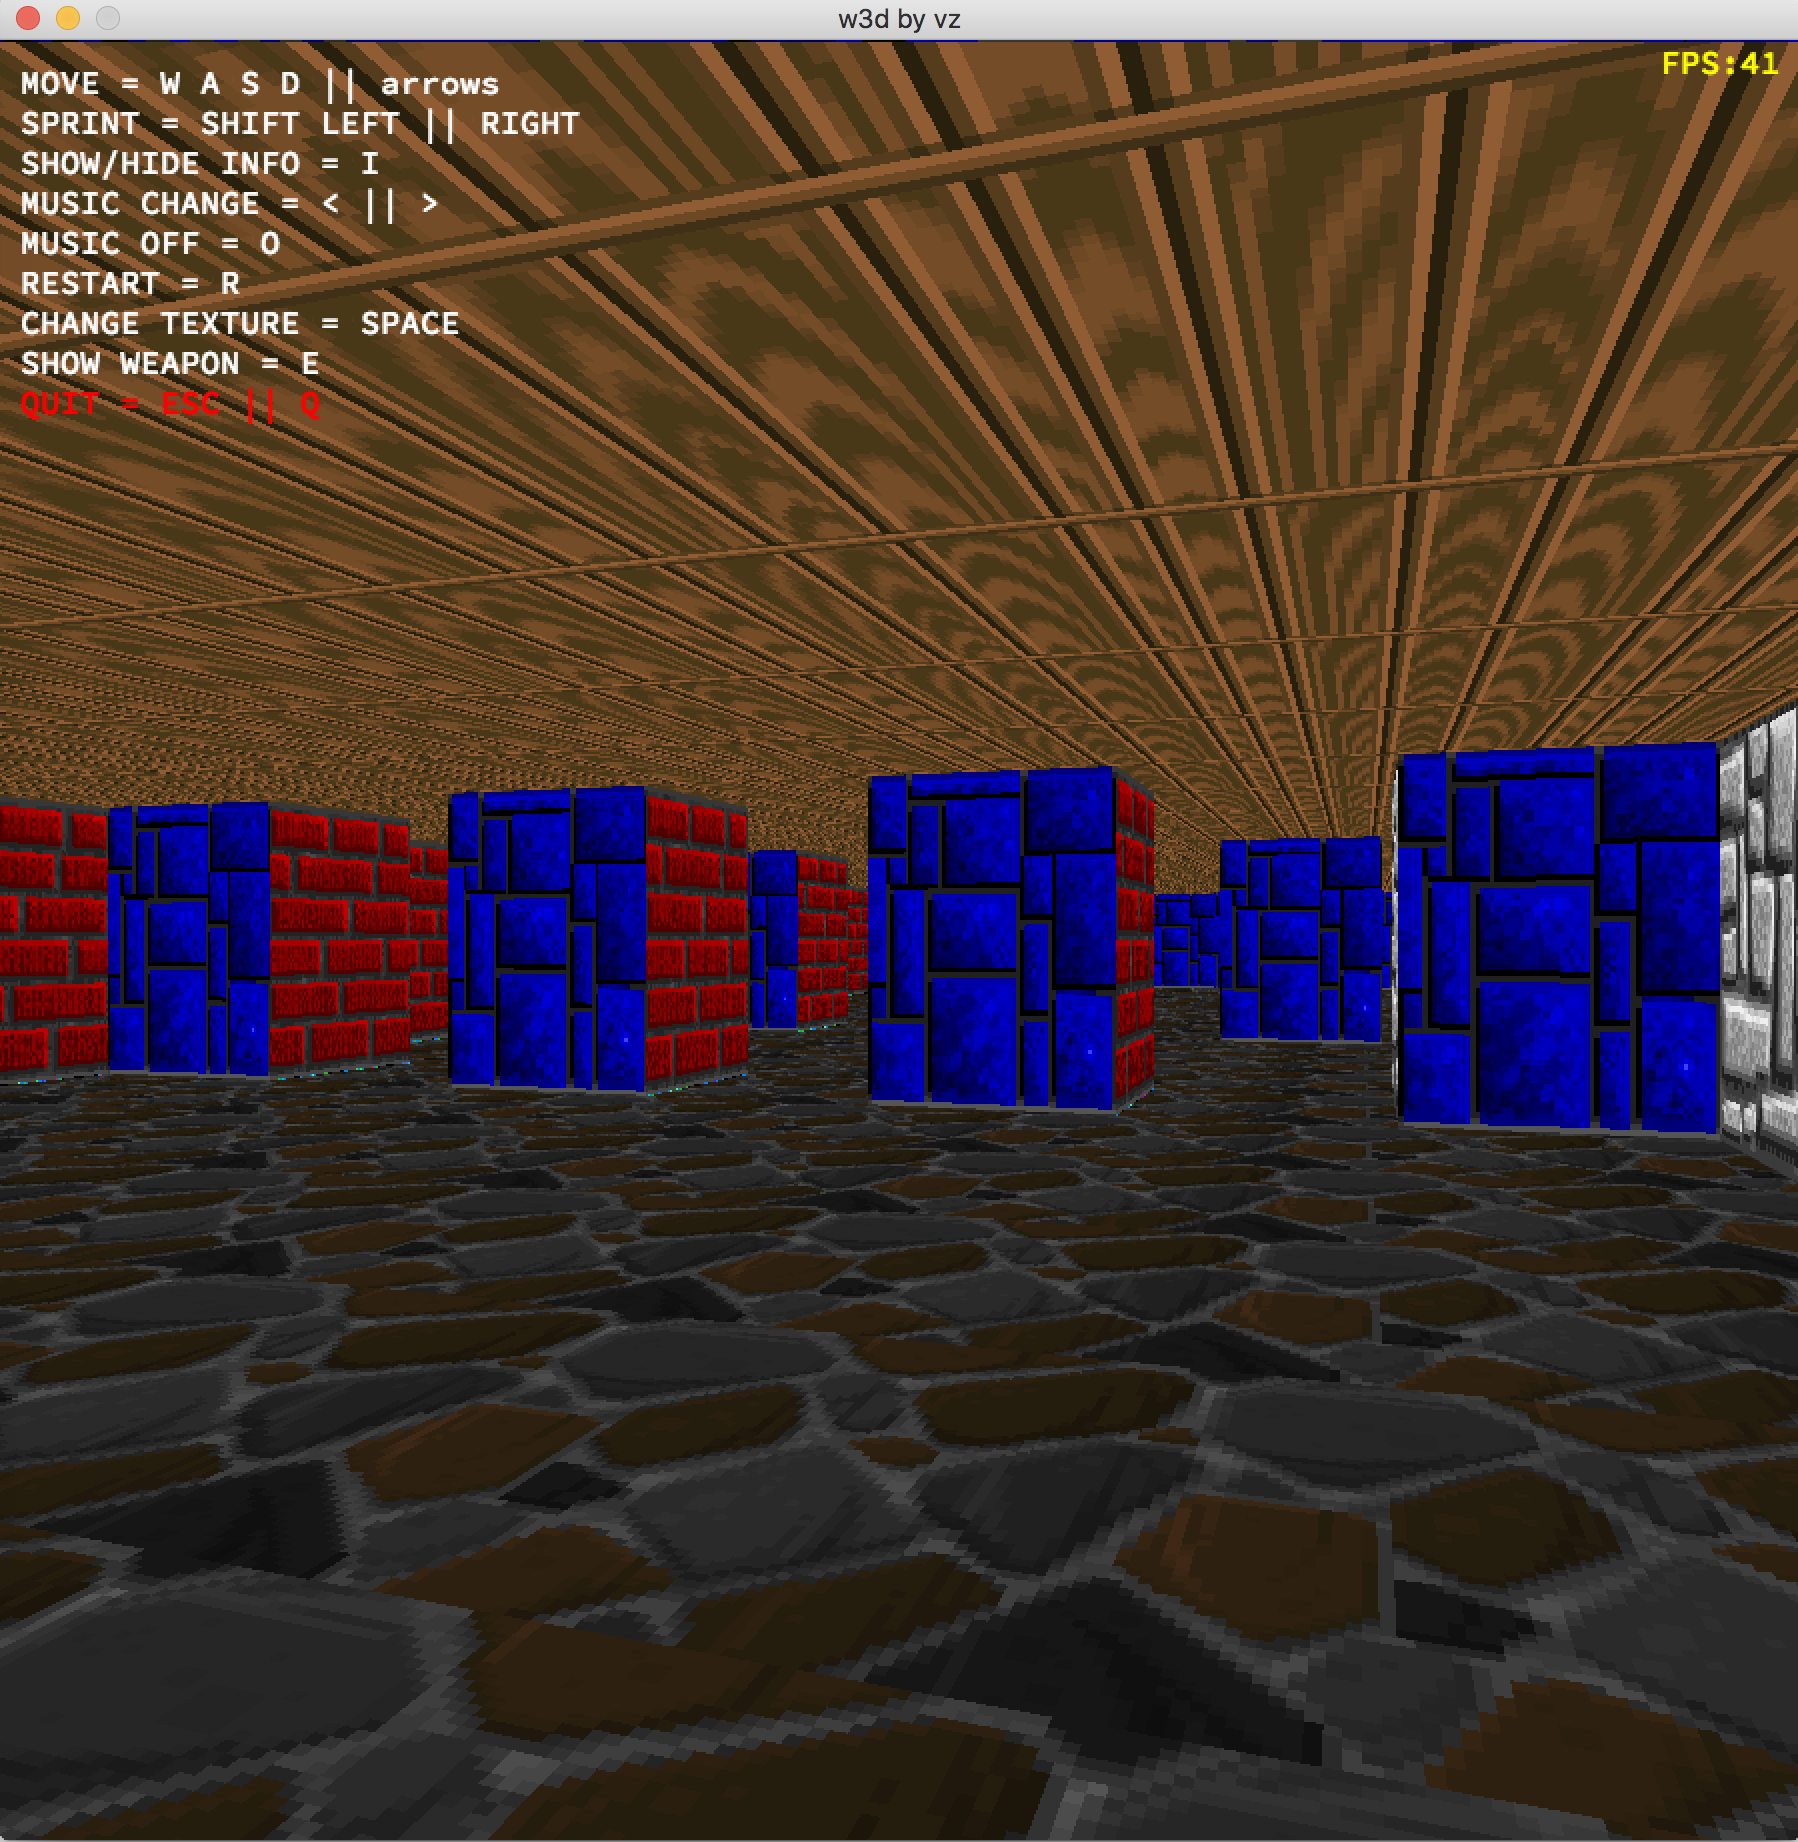 w3d by vz
FPS:41
MOVE = W A S D || arrows
SPRINT = SHIFT LEFT || RIGHT
SHOW/HIDE INFO = I
MUSIC CHANGE = < || >
MUSIC OFF = O
RESTART = R
CHANGE TEXTURE = SPACE
SHOW WEAPON = E
QUIT = ESC || Q